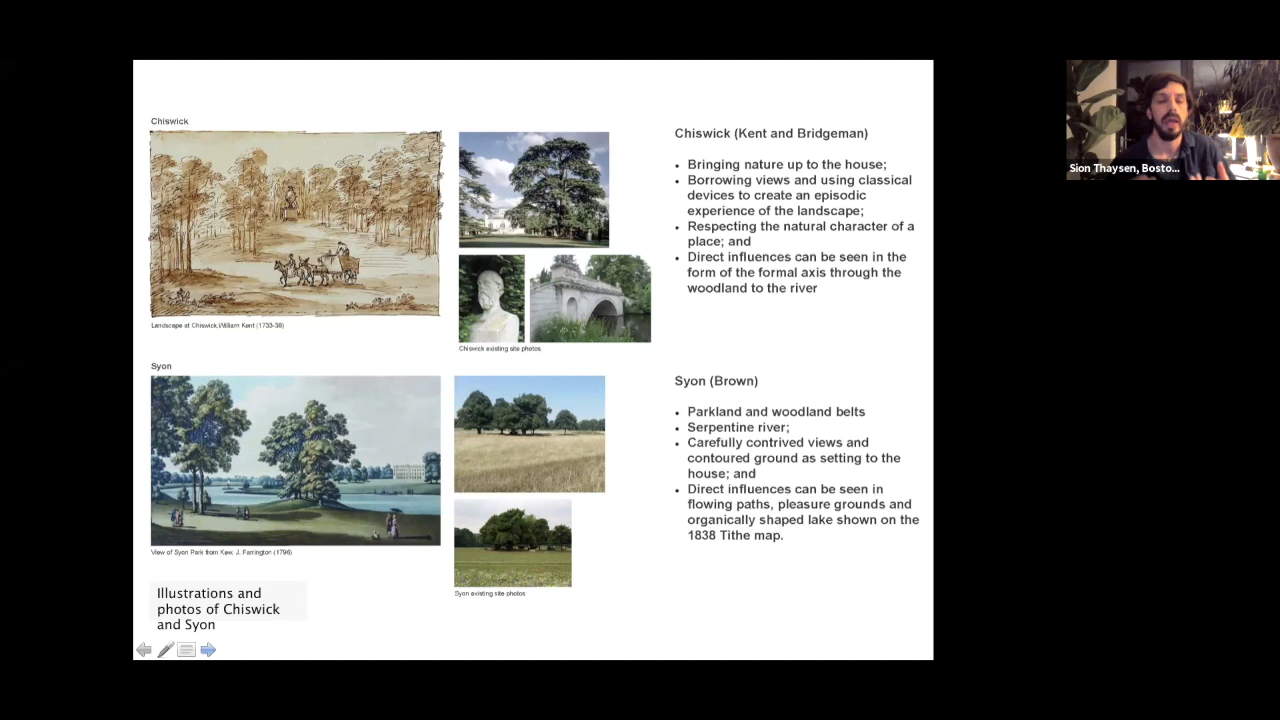 Chiswick
Landscape at Chiswick,William Kent (1733-38)
Chiswick existing site photos
Chiswick (Kent and Bridgeman)
• Bringing nature up to the house;
• Borrowing views and using classical
devices to create an episodic
experience of the landscape;
• Respecting the natural character of a
place; and
• Direct influences can be seen in the
form of the formal axis through the
woodland to the river
Syon
View of Syon Park from Kew, J. Farrington (1796)
Syon existing site photos
Syon (Brown)
• Parkland and woodland belts
• Serpentine river;
• Carefully contrived views and
contoured ground as setting to the
house; and
• Direct influences can be seen in
flowing paths, pleasure grounds and
organically shaped lake shown on the
1838 Tithe map.
Illustrations and
photos of Chiswick
and Syon
Sion Thaysen, Bosto...